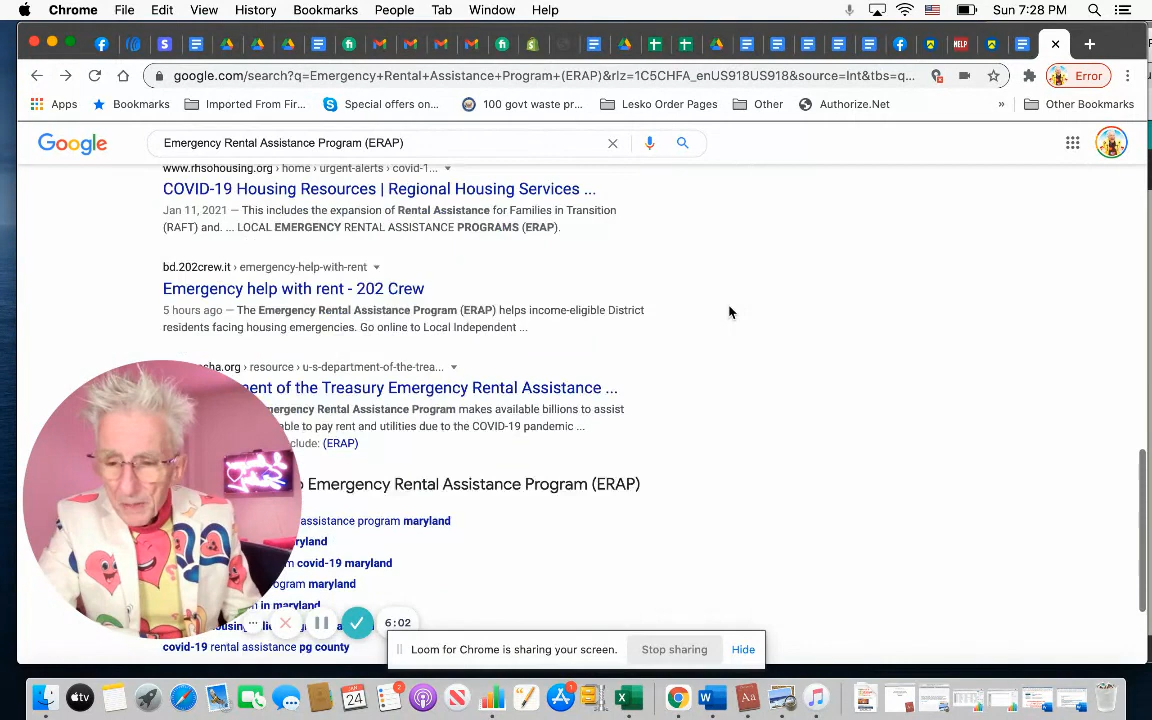 Chrome File Edit View History Bookmarks People Tab Window Help Sun 7:28 PM
google.com/search?q=Emergency+Rental+Assistance+Program+(ERAP)&rlz=1C5CHFA_enUS918US918&source=lnt&tbs=q... Error
Apps Bookmarks Imported From Fir... Special offers on... 100 govt waste pr... Lesko Order Pages Other Authorize.Net » Other Bookmarks
Google Emergency Rental Assistance Program (ERAP)
www.rhsohousing.org › home › urgent-alerts › covid-1...
COVID-19 Housing Resources | Regional Housing Services ...
Jan 11, 2021 — This includes the expansion of Rental Assistance for Families in Transition
(RAFT) and. ... LOCAL EMERGENCY RENTAL ASSISTANCE PROGRAMS (ERAP).
bd.202crew.it › emergency-help-with-rent
Emergency help with rent - 202 Crew
5 hours ago — The Emergency Rental Assistance Program (ERAP) helps income-eligible District
residents facing housing emergencies. Go online to Local Independent ...
sha.org › resource › u-s-department-of-the-trea...
ent of the Treasury Emergency Rental Assistance ...
ergency Rental Assistance Program makes available billions to assist
able to pay rent and utilities due to the COVID-19 pandemic ...
clude: (ERAP)
o Emergency Rental Assistance Program (ERAP)
assistance program maryland
ryland
m covid-19 maryland
ogram maryland
n in maryland
covid-19 rental assistance pg county
6:02
Loom for Chrome is sharing your screen. Stop sharing Hide